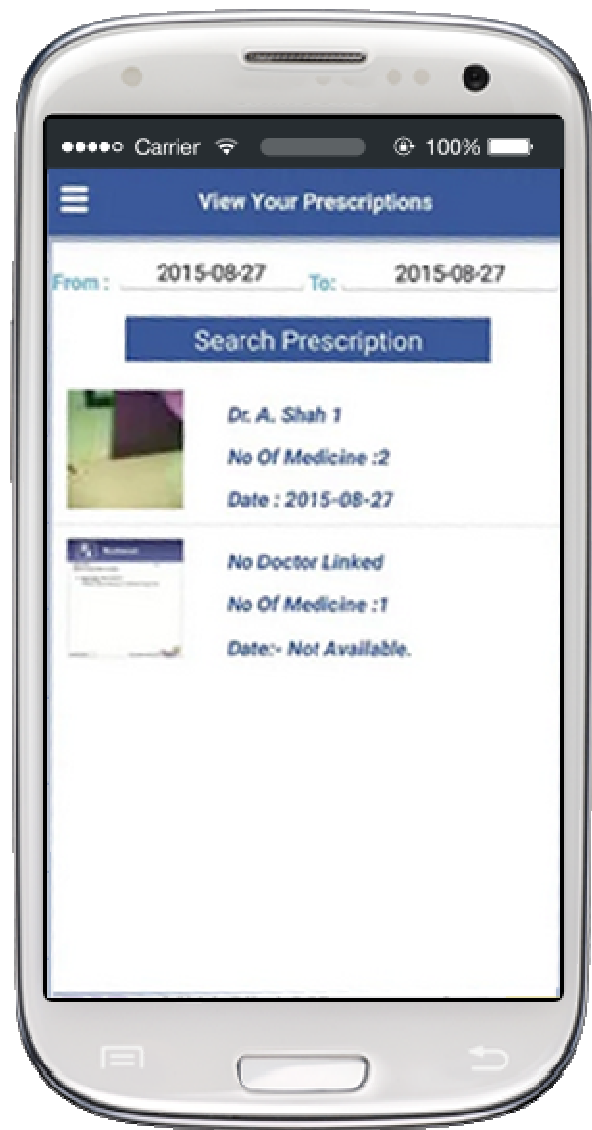 Carrier 100%
View Your Prescriptions
From : 2015-08-27 To: 2015-08-27
Search Prescription
Dr. A. Shah 1
No Of Medicine :2
Date : 2015-08-27
No Doctor Linked
No Of Medicine :1
Date:- Not Available.